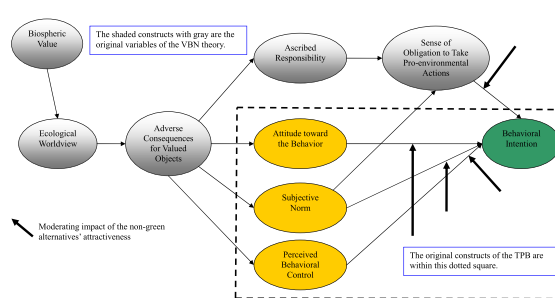 Biospheric
Value
The shaded constructs with gray are the
original variables of the VBN theory.
Ascribed
Responsibility
Sense of
Obligation to Take
Pro-environmental
Actions
Ecological
Worldview
Adverse
Consequences
for Valued
Objects
Attitude toward
the Behavior
Behavioral
Intention
Subjective
Norm
Moderating impact of the non-green
alternatives' attractiveness
Perceived
Behavioral
Control
The original constructs of the TPB are
within this dotted square.